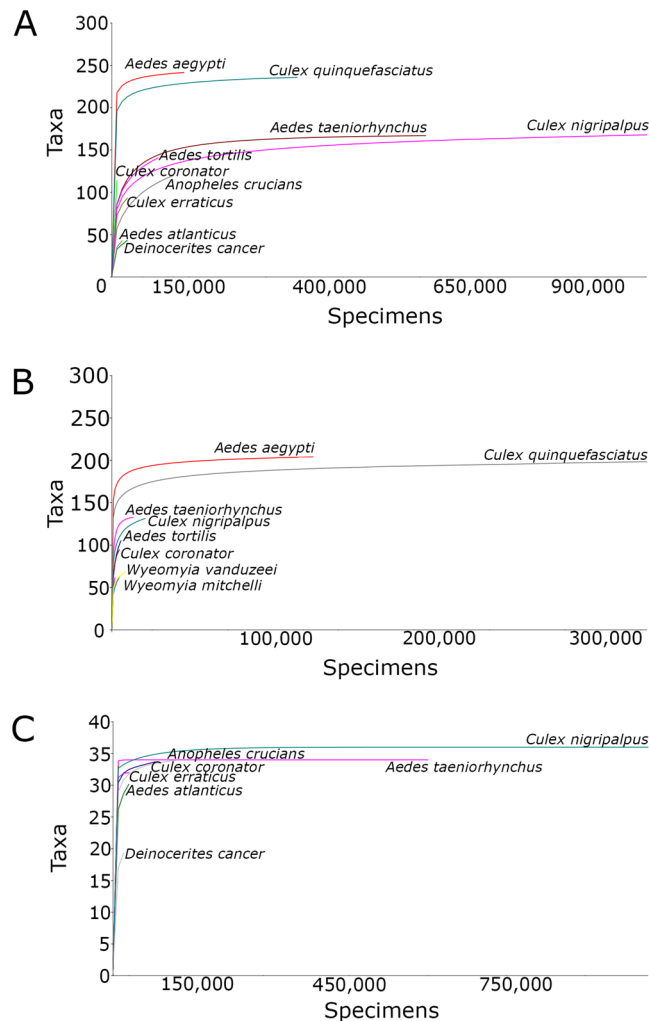 A
300
250
200
150
100
50
0
Taxa
Aedes aegypti
Culex quinquefasciatus
Aedes taeniorhynchus
Culex nigripalpus
Aedes tortilis
Culex coronator
Anopheles crucians
Culex erraticus
Aedes atlanticus
Deinocerites cancer
150,000 400,000 650,000 900,000
Specimens
B
300
250
200
150
100
50
0
Taxa
Aedes aegypti
Culex quinquefasciatus
Aedes taeniorhynchus
Culex nigripalpus
Aedes tortilis
Culex coronator
Wyeomyia vanduzeei
Wyeomyia mitchelli
100,000 200,000 300,000
Specimens
C
40
35
30
25
20
15
10
5
0
Taxa
Culex nigripalpus
Anopheles crucians
Culex coronator
Aedes taeniorhynchus
Culex erraticus
Aedes atlanticus
Deinocerites cancer
150,000 450,000 750,000
Specimens